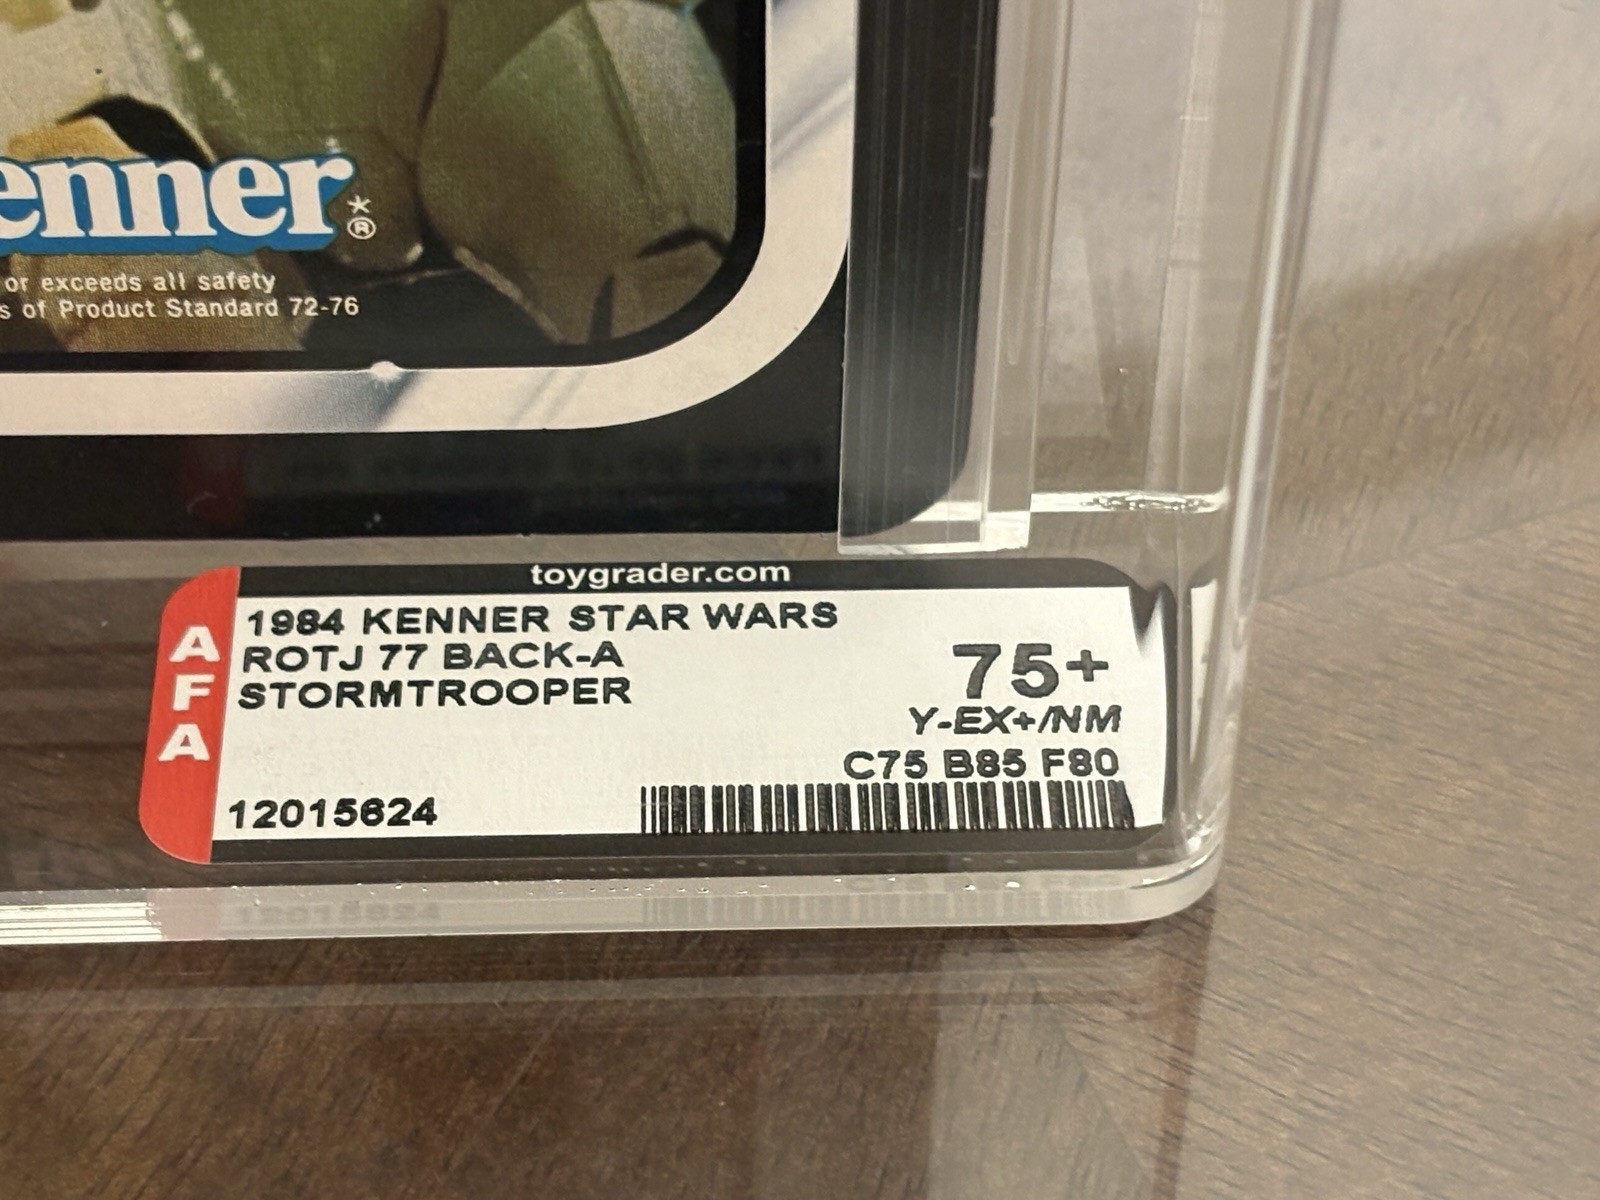 enner
®
or exceeds all safety
s of Product Standard 72-76
toygrader.com
AFA
1984 KENNER STAR WARS
ROTJ 77 BACK-A
STORMTROOPER
75+
Y-EX+/NM
C75 B85 F80
12015624